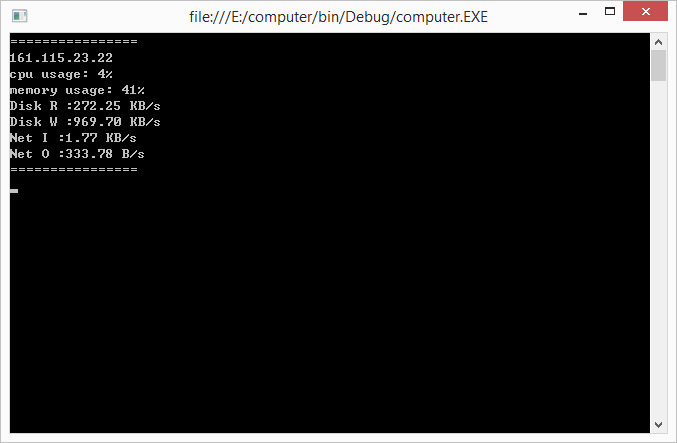 file:///E:/computer/bin/Debug/computer.EXE
================
161.115.23.22
cpu usage: 4%
memory usage: 41%
Disk R :272.25 KB/s
Disk W :969.70 KB/s
Net I :1.77 KB/s
Net O :333.78 B/s
================